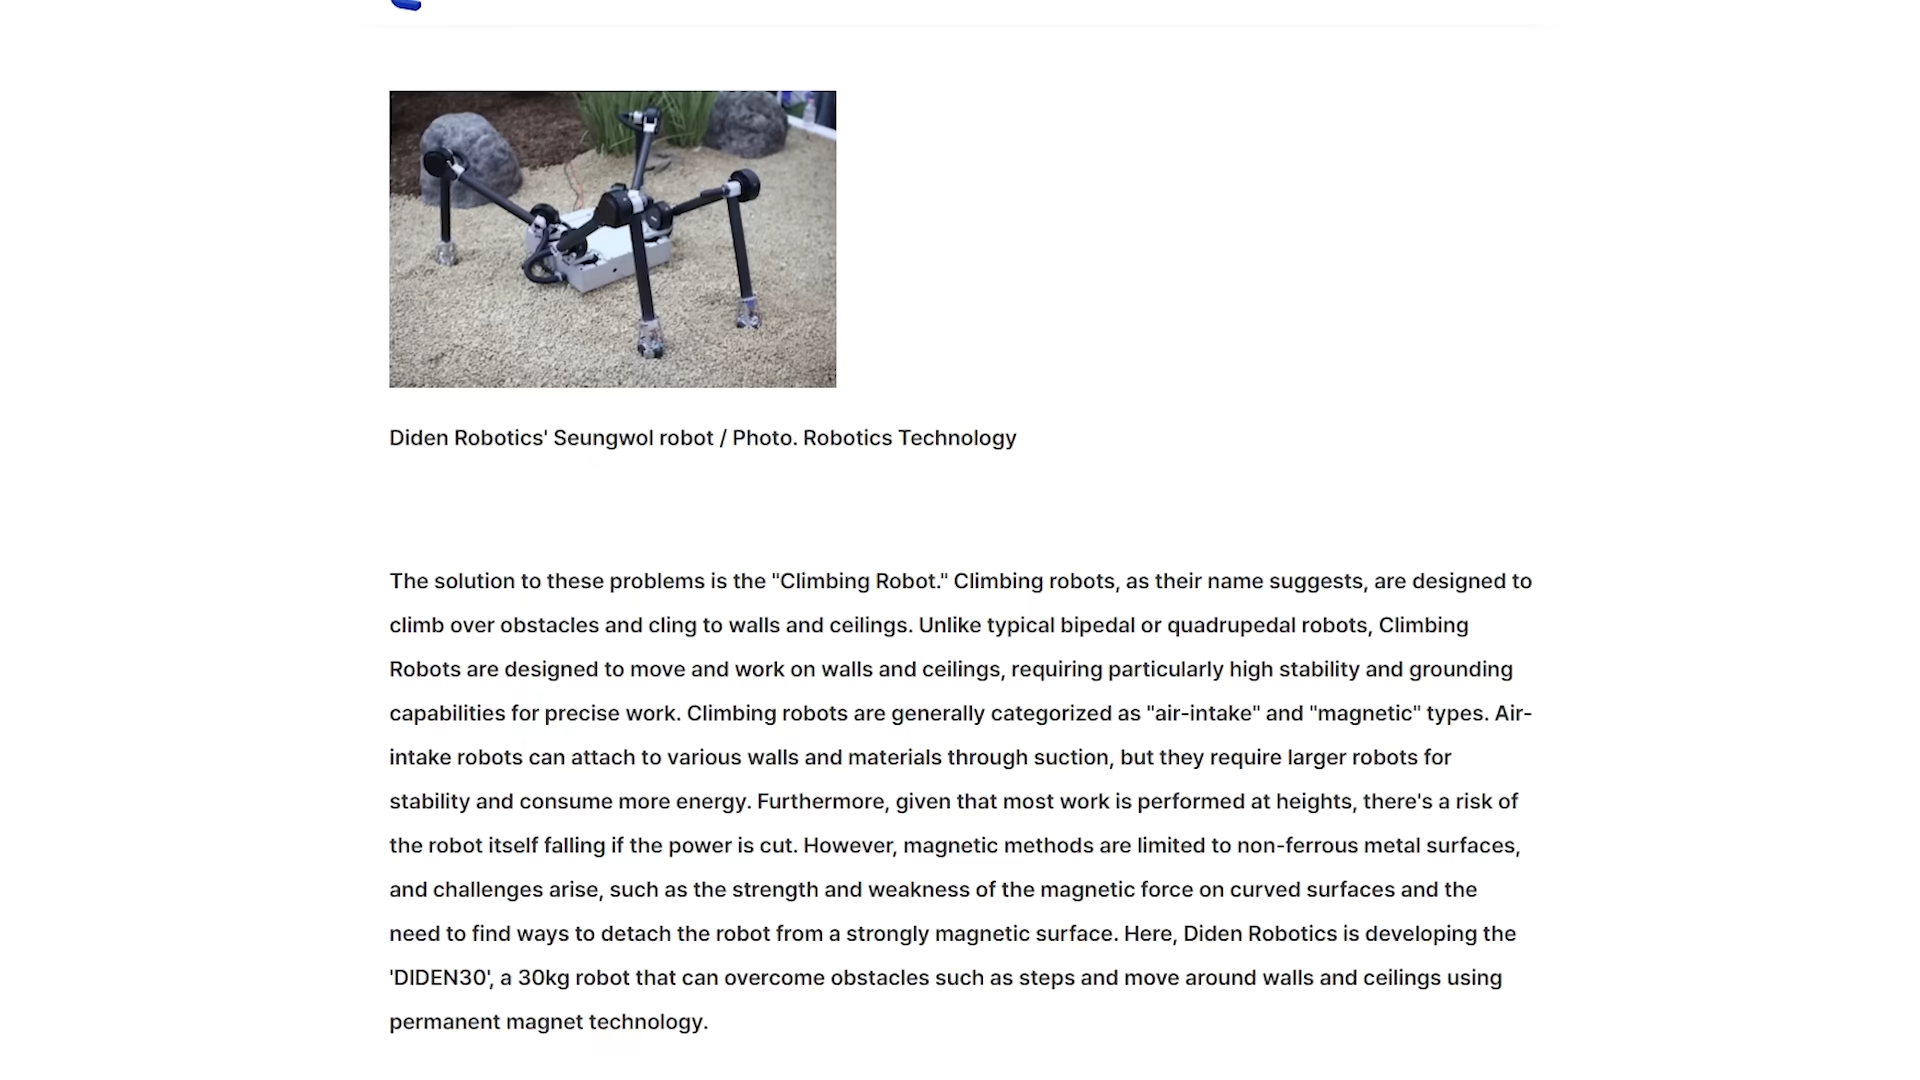 Diden Robotics' Seungwol robot / Photo. Robotics Technology
The solution to these problems is the "Climbing Robot." Climbing robots, as their name suggests, are designed to
climb over obstacles and cling to walls and ceilings. Unlike typical bipedal or quadrupedal robots, Climbing
Robots are designed to move and work on walls and ceilings, requiring particularly high stability and grounding
capabilities for precise work. Climbing robots are generally categorized as "air-intake" and "magnetic" types. Air-
intake robots can attach to various walls and materials through suction, but they require larger robots for
stability and consume more energy. Furthermore, given that most work is performed at heights, there's a risk of
the robot itself falling if the power is cut. However, magnetic methods are limited to non-ferrous metal surfaces,
and challenges arise, such as the strength and weakness of the magnetic force on curved surfaces and the
need to find ways to detach the robot from a strongly magnetic surface. Here, Diden Robotics is developing the
'DIDEN30', a 30kg robot that can overcome obstacles such as steps and move around walls and ceilings using
permanent magnet technology.